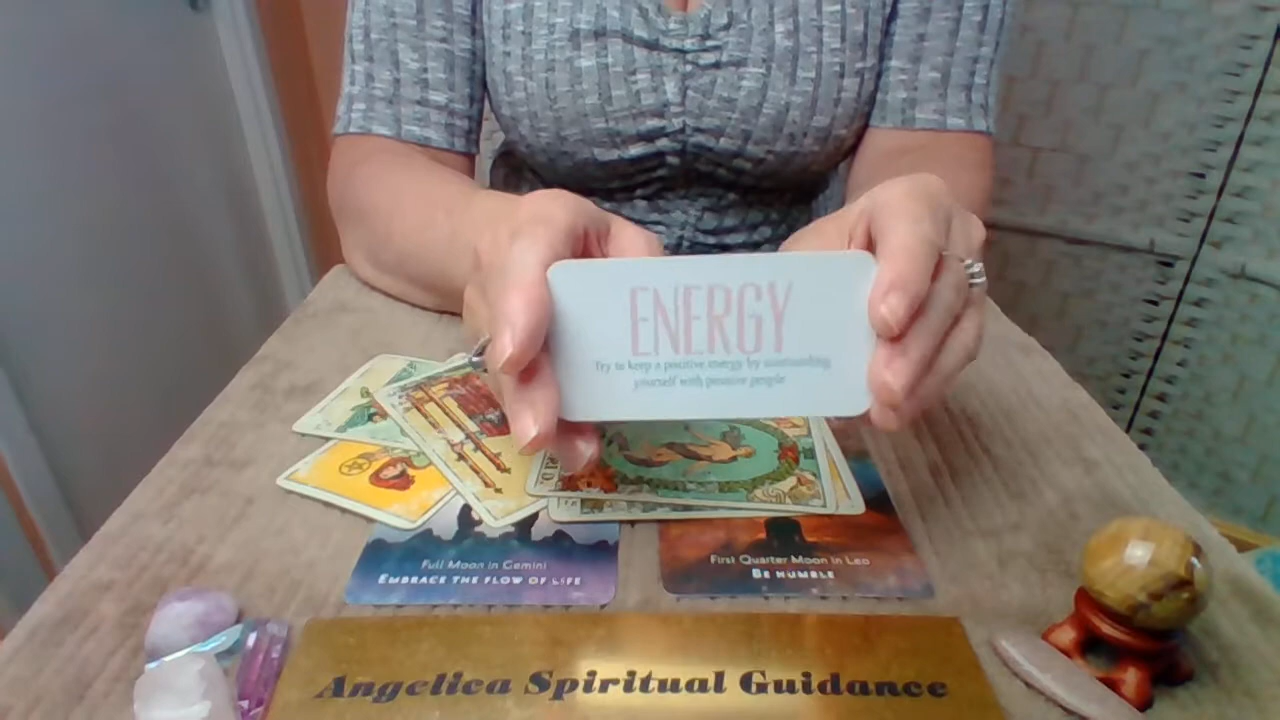 ENERGY
Try to keep a positive energy by surrounding
yourself with positive people
Full Moon in Gemini
EMBRACE THE FLOW OF LIFE
First Quarter Moon in Leo
BE HUMBLE
Angelica Spiritual Guidance